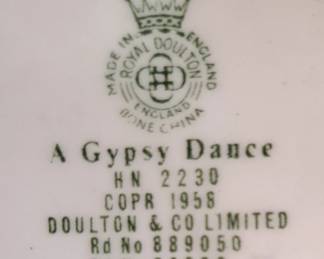 MADE IN ENGLAND
ROYAL DOULTON
ENGLAND
BONE CHINA
A Gypsy Dance
HN 2230
COPR 1958
DOULTON & CO LIMITED
Rd No 889050